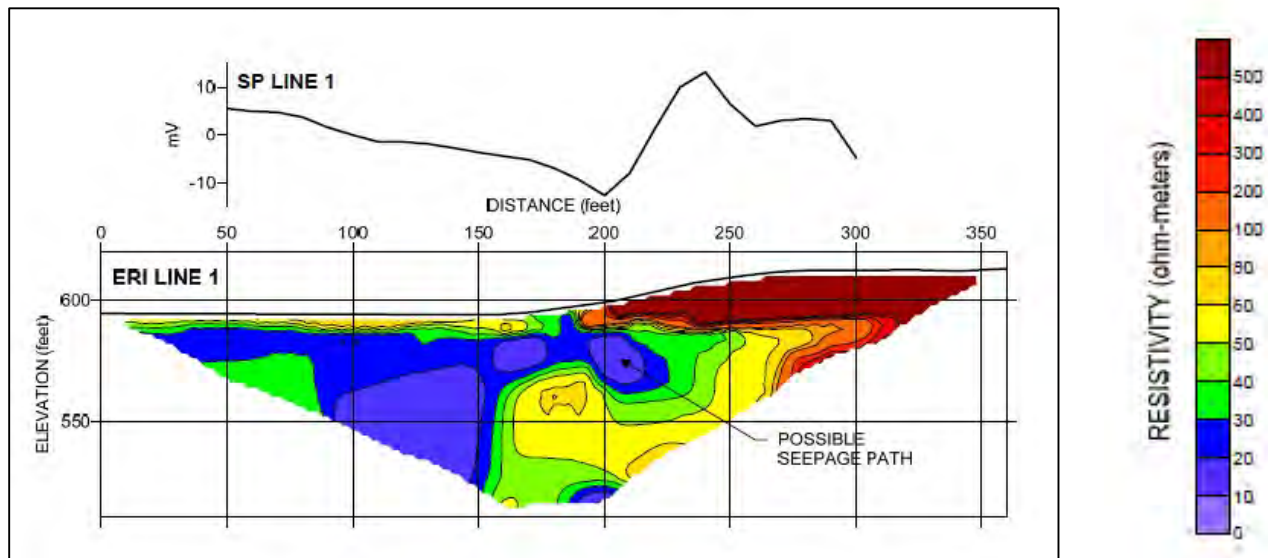 SP LINE 1
10
0
-10
mV
DISTANCE (feet)
0 50 100 150 200 250 300 350
ERI LINE 1
600
550
ELEVATION (feet)
POSSIBLE
SEEPAGE PATH
RESISTIVITY (ohm-meters)
500
400
300
200
100
80
60
50
40
30
20
10
0